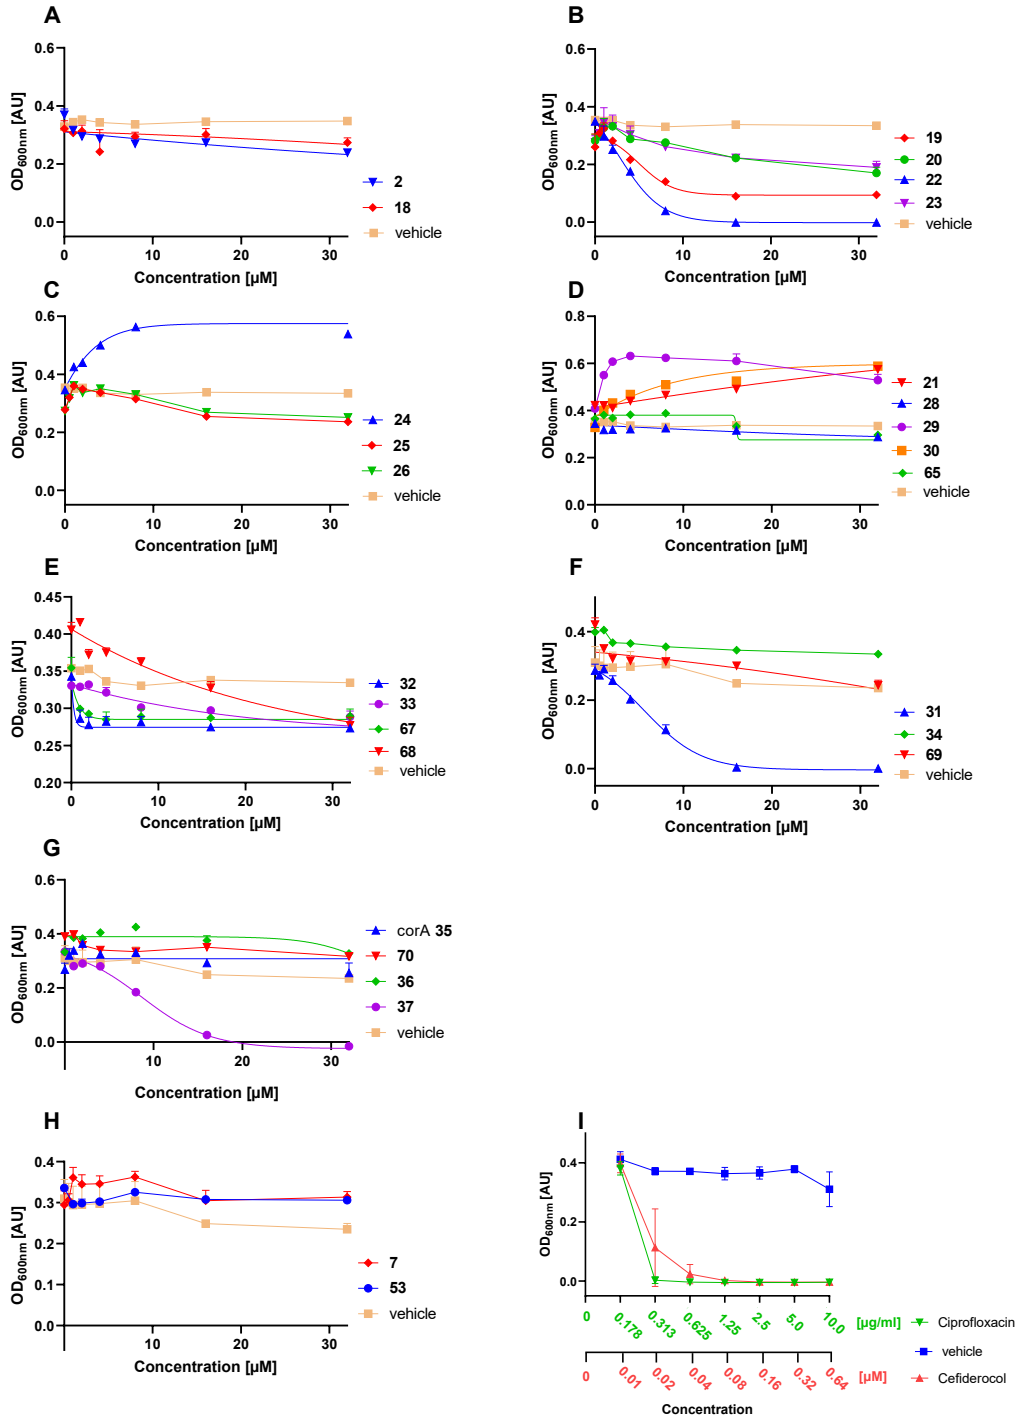 A
0.6
0.4
0.2
0.0
OD600nm [AU]
0
10
20
30
Concentration [µM]
2
18
vehicle
B
0.6
0.4
0.2
0.0
OD600nm [AU]
0
10
20
30
Concentration [µM]
19
20
22
23
vehicle
C
0.6
0.4
0.2
0.0
OD600nm [AU]
0
10
20
30
Concentration [µM]
24
25
26
vehicle
D
0.8
0.6
0.4
0.2
0.0
OD600nm [AU]
0
10
20
30
Concentration [µM]
21
28
29
30
65
vehicle
E
0.45
0.40
0.35
0.30
0.25
0.20
OD600nm [AU]
0
10
20
30
Concentration [µM]
32
33
67
68
vehicle
F
0.4
0.2
0.0
OD600nm [AU]
0
10
20
30
Concentration [µM]
31
34
69
vehicle
G
0.6
0.4
0.2
0.0
OD600nm [AU]
10
20
30
Concentration [µM]
corA 35
70
36
37
vehicle
H
0.4
0.3
0.2
0.1
0.0
OD600nm [AU]
0
10
20
30
Concentration [µM]
7
53
vehicle
I
0.4
0.2
0.0
OD600nm [AU]
0
0.178
0.313
0.625
1.25
2.5
5.0
10.0
[µg/ml]
Ciprofloxacin
vehicle
0
0.01
0.02
0.04
0.08
0.16
0.32
0.64
[µM]
Cefiderocol
Concentration